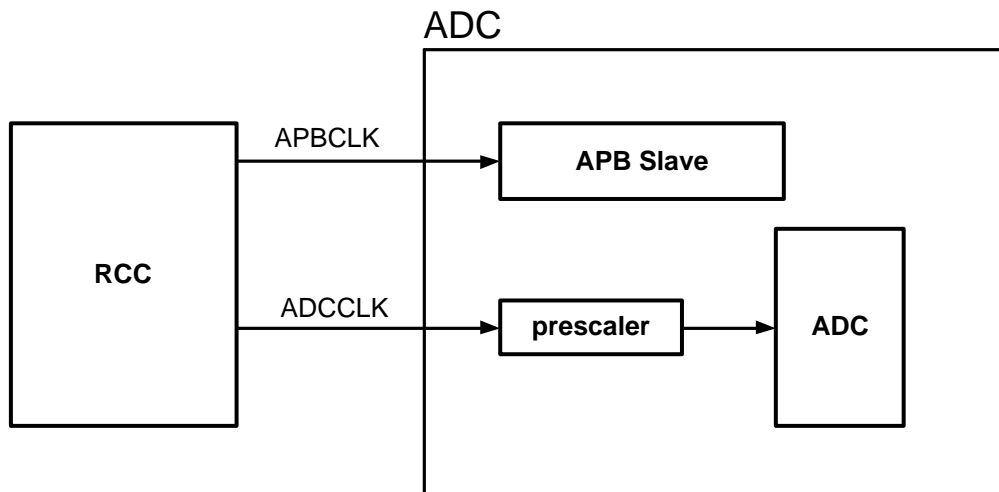 ADC
APBCLK
APB Slave
RCC
ADCCLK
prescaler
ADC